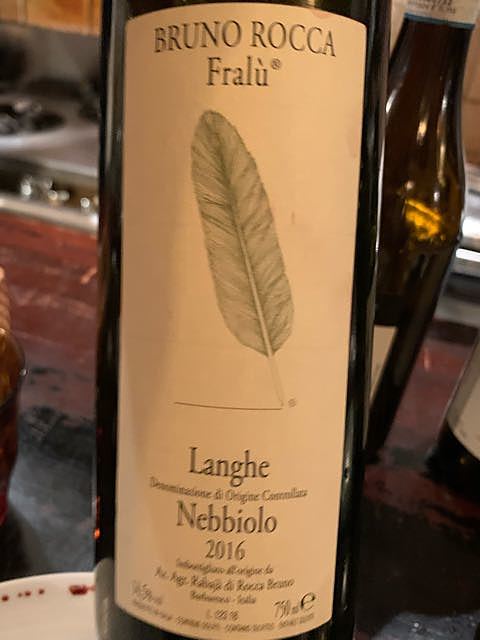 BRUNO ROCCA
Fralù®
Langhe
Denominazione di Origine Controllata
Nebbiolo
2016
Imbottigliato all'origine da
Az. Agr. Rabajà di Rocca Bruno
Barbaresco - Italia
750 ml e